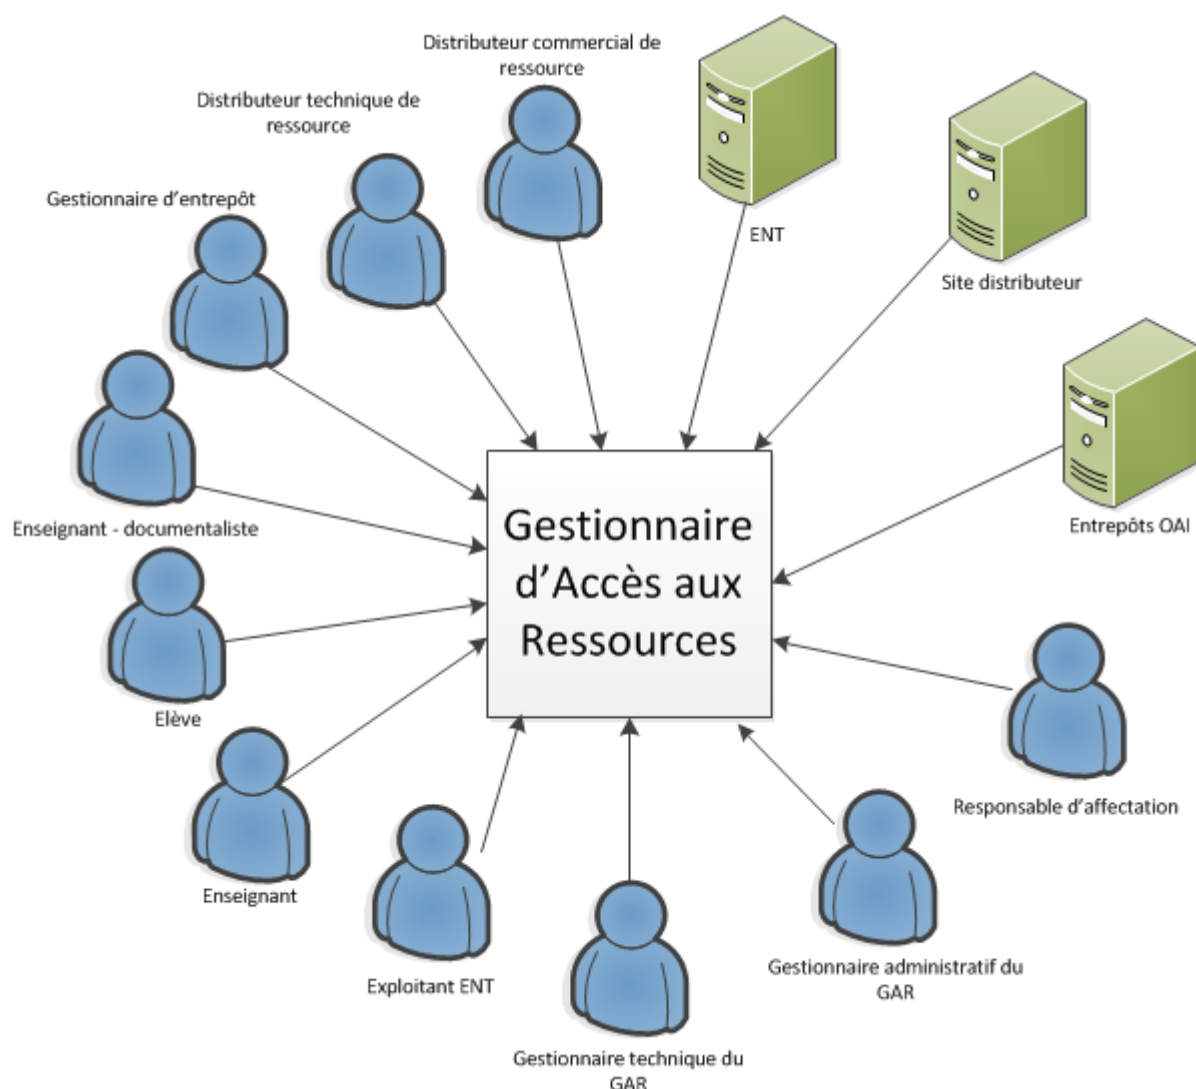 Distributeur commercial de
ressource
Distributeur technique de
ressource
Gestionnaire d'entrepôt
ENT
Site distributeur
Entrepôts OAI
Enseignant - documentaliste
Gestionnaire
d'Accès aux
Ressources
Elève
Responsable d'affectation
Enseignant
Exploitant ENT
Gestionnaire administratif du
GAR
Gestionnaire technique du
GAR